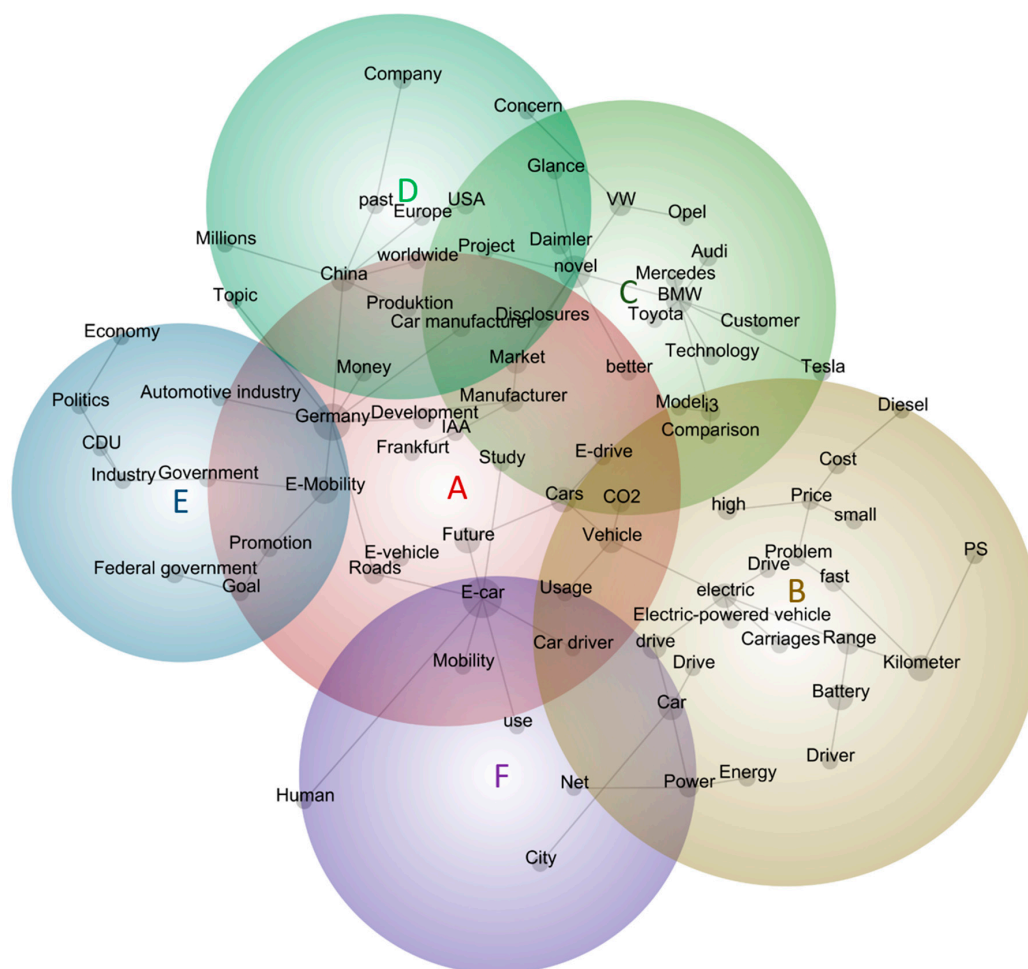 Company
Concern
Glance
D
past
USA
Europe
VW
Opel
Millions
worldwide
Project
Daimler
Audi
China
novel
Mercedes
C
BMW
Topic
Produktion
Disclosures
Toyota
Customer
Car manufacturer
Economy
Market
Technology
Money
better
Tesla
Automotive industry
Manufacturer
Politics
Germany
Development
Model
i3
Diesel
IAA
Comparison
CDU
Frankfurt
Study
E-drive
Cost
Industry
Government
E-Mobility
A
Cars
CO2
high
Price
small
E
Promotion
Future
Vehicle
PS
E-vehicle
Problem
Federal government
Roads
Drive
fast
Goal
E-car
Usage
electric
B
Electric-powered vehicle
Car driver
drive
Carriages
Range
Mobility
Drive
Kilometer
Car
Battery
use
Driver
Human
F
Net
Power
Energy
City